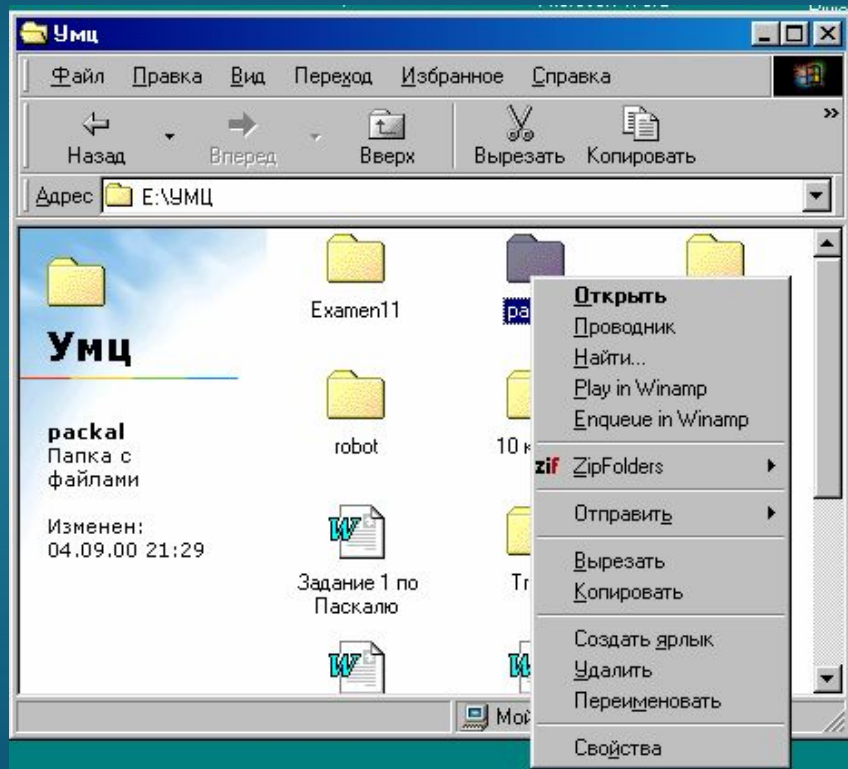 Умц
Файл Правка Вид Переход Избранное Справка
Назад Вперед Вверх Вырезать Копировать »
Адрес E:\УМЦ
Умц
packal
Папка с
файлами
Изменен:
04.09.00 21:29
Examen11
robot
10
Задание 1 по
Паскалю
Открыть
Проводник
Найти...
Play in Winamp
Enqueue in Winamp
zif ZipFolders
Отправить
Вырезать
Копировать
Создать ярлык
Удалить
Переименовать
Свойства